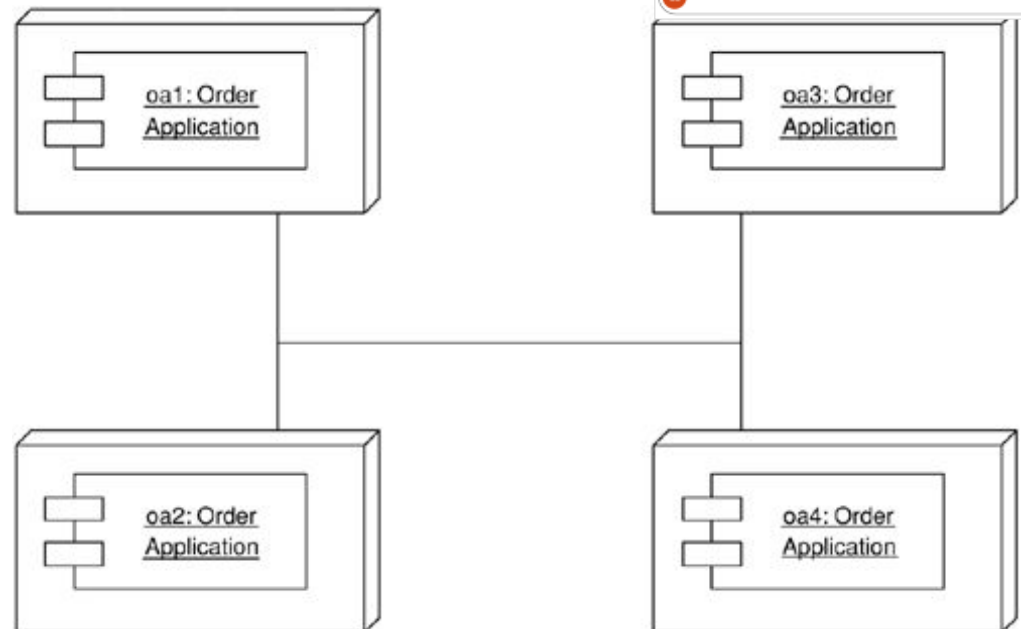 oa1: Order
Application
oa3: Order
Application
oa2: Order
Application
oa4: Order
Application